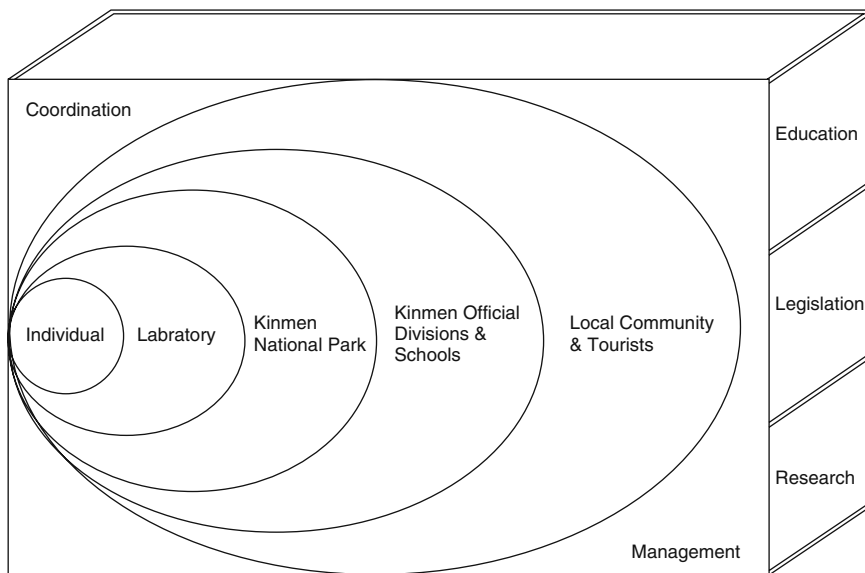 Coordination
Education
Individual
Labratory
Kinmen
National Park
Kinmen Official
Divisions &
Schools
Local Community
& Tourists
Legislation
Research
Management